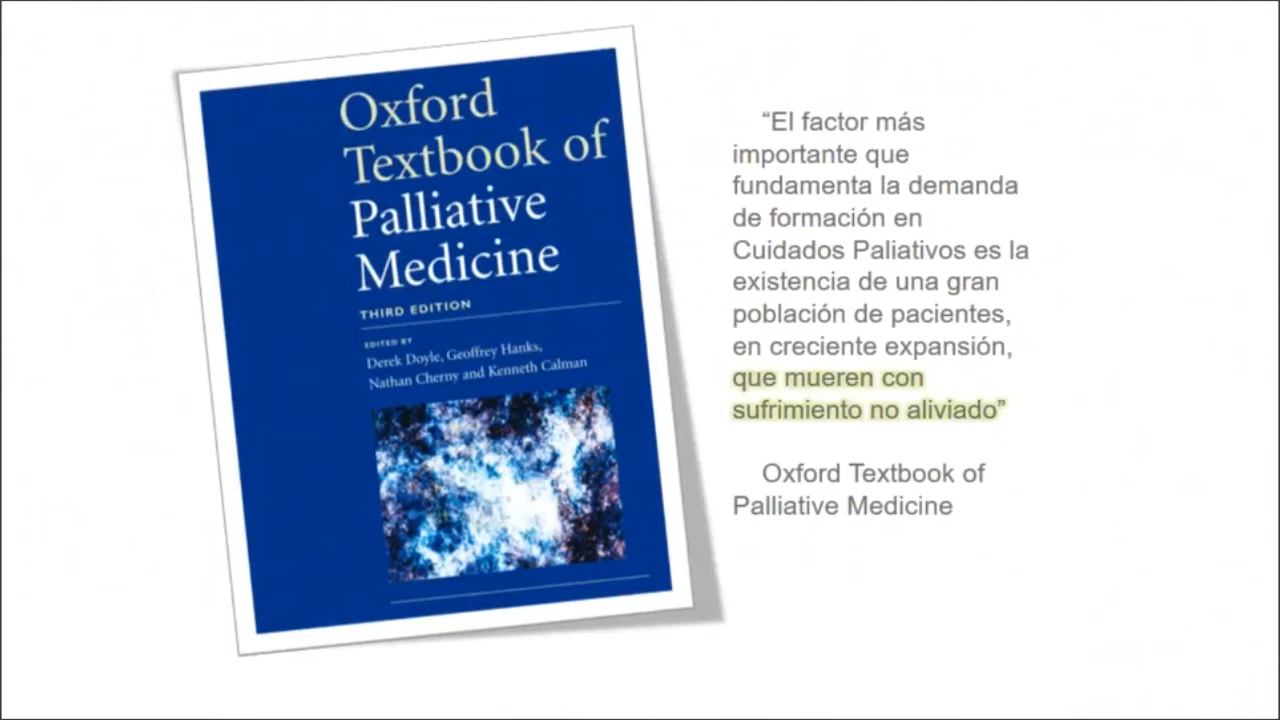 Oxford
Textbook of
Palliative
Medicine
THIRD EDITION
EDITED BY
Derek Doyle, Geoffrey Hanks,
Nathan Cherny and Kenneth Calman
“El factor más
importante que
fundamenta la demanda
de formación en
Cuidados Paliativos es la
existencia de una gran
población de pacientes,
en creciente expansión,
que mueren con
sufrimiento no aliviado”
Oxford Textbook of
Palliative Medicine